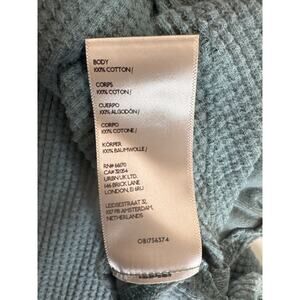 BODY
100% COTTON /
CORPS
100% COTON /
CUERPO
100% ALGODÓN /
CORPO
100% COTONE /
KÖRPER
100% BAUMWOLLE /
RN# 66170
CA# 32054
URBN UK LTD.
146 BRICK LANE
LONDON, E1 6RU
LEIDSESTRAAT 32,
1017 PB AMSTERDAM,
NETHERLANDS
OB1756374